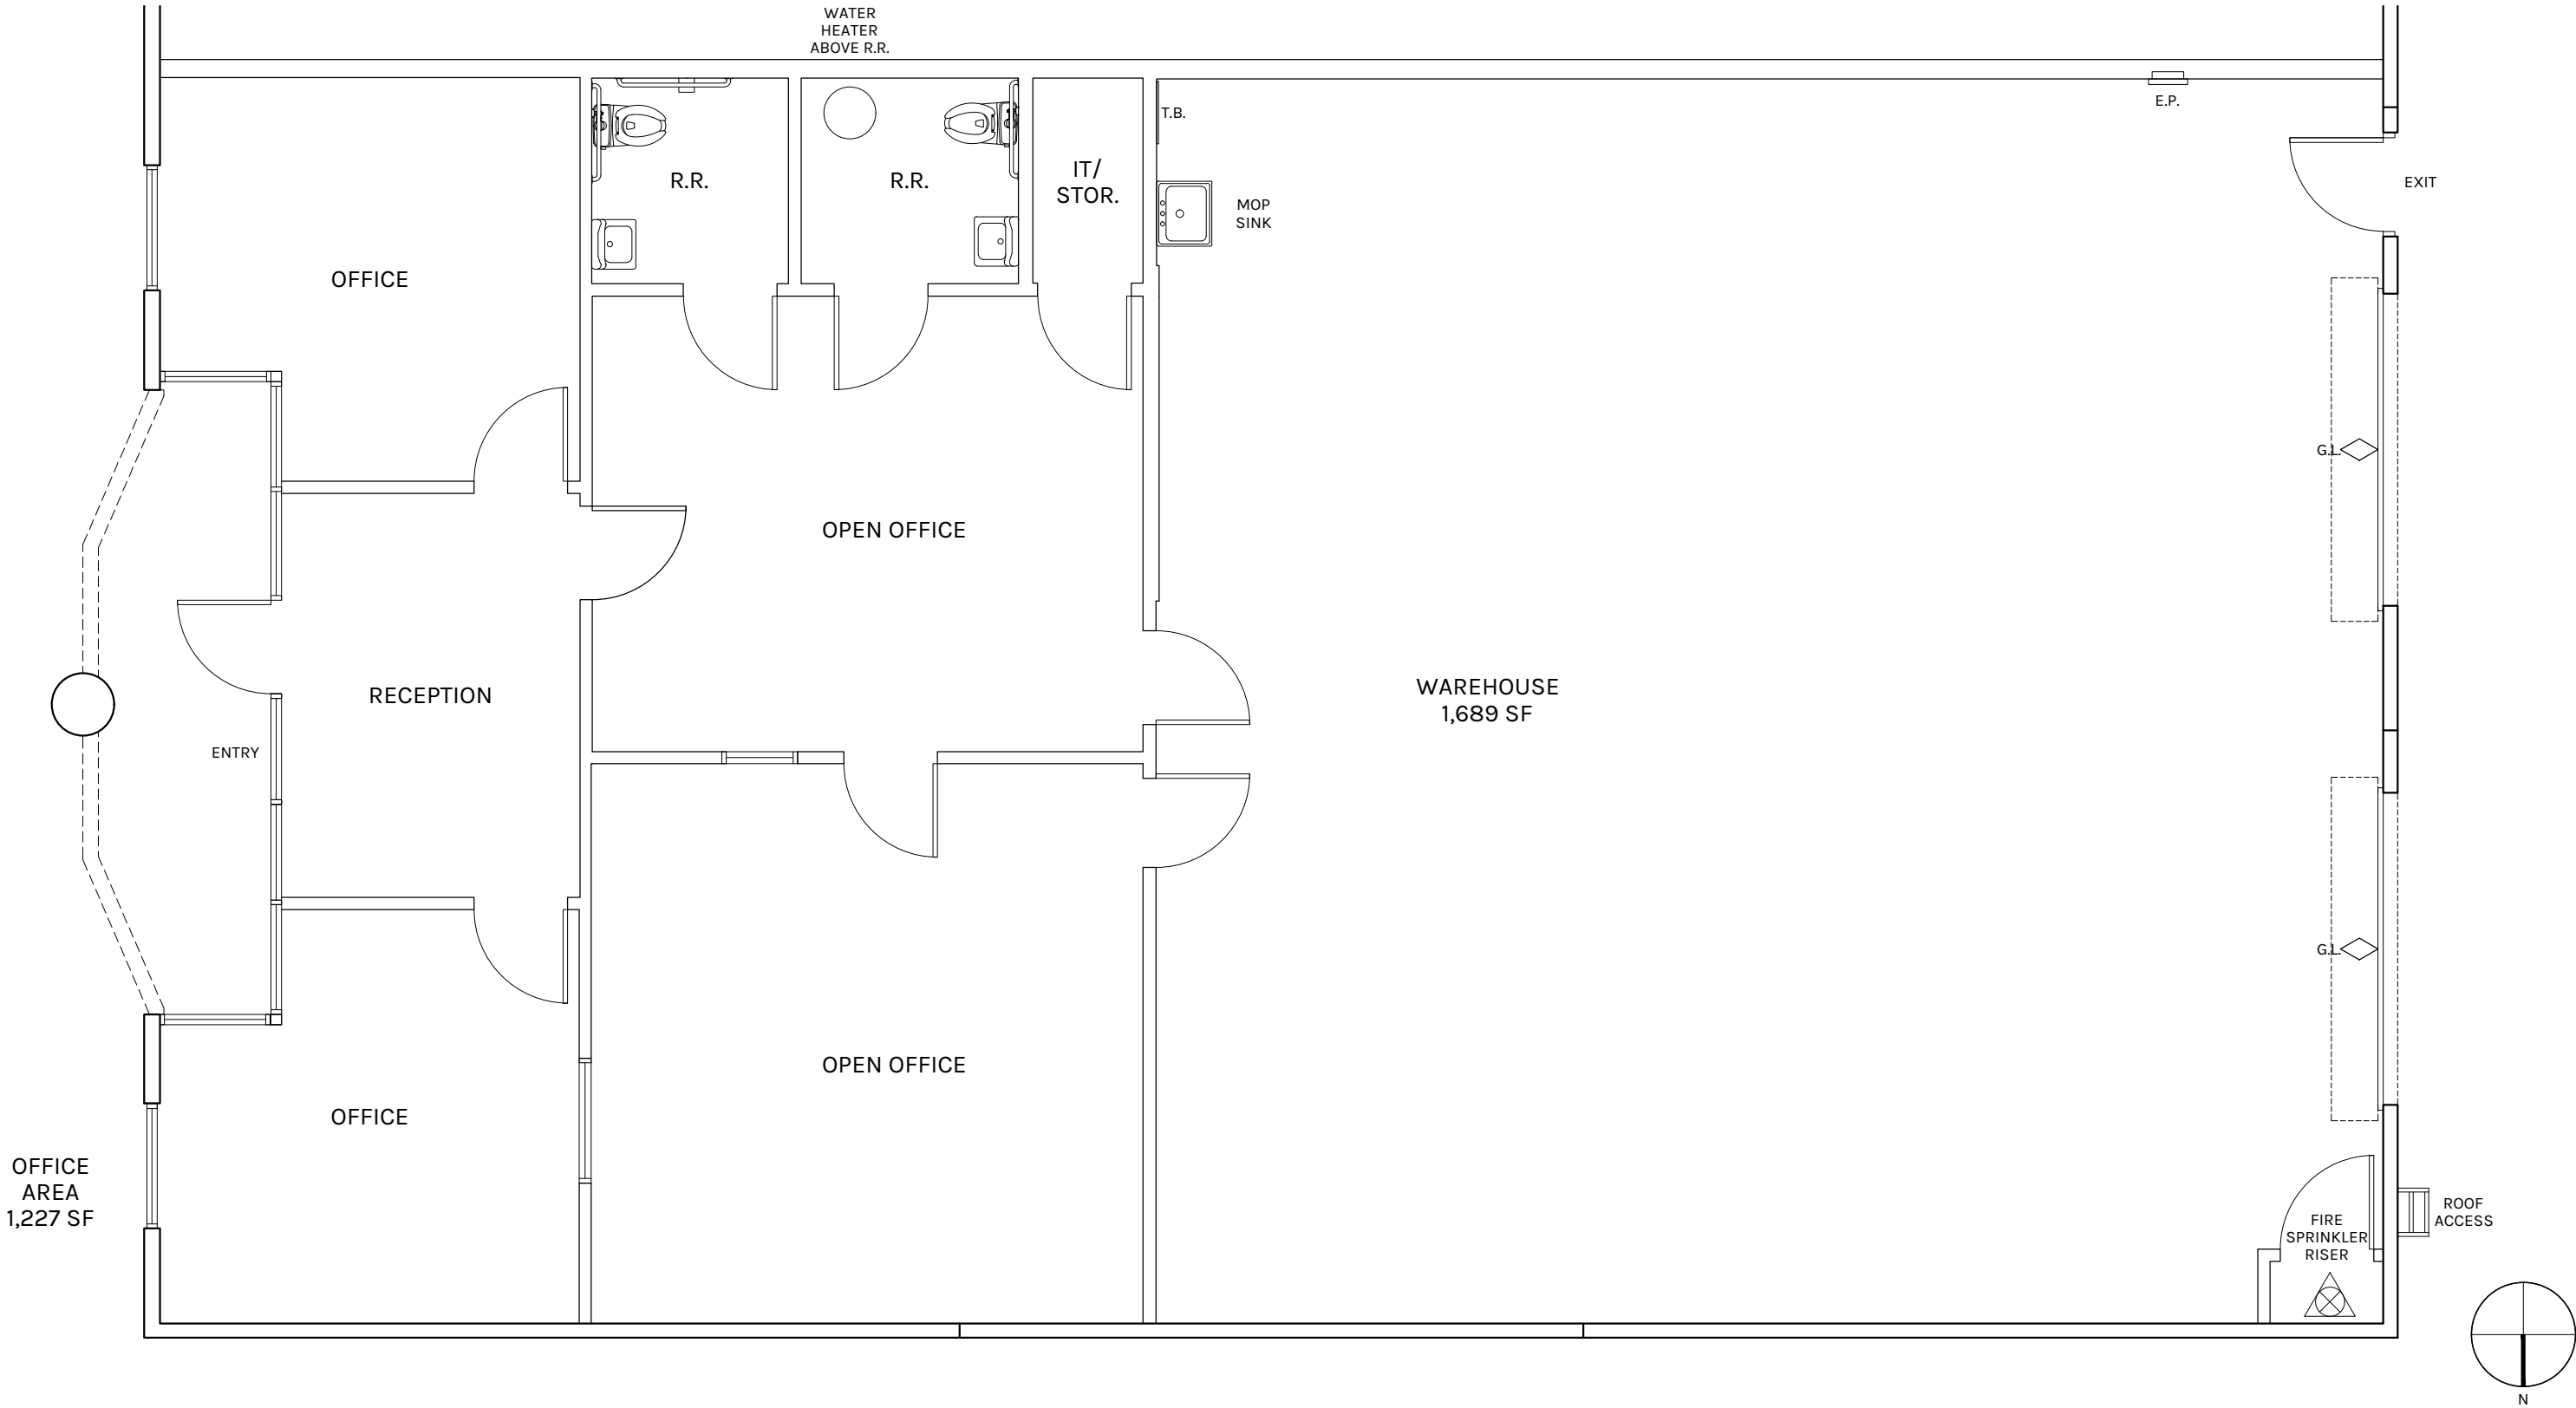 WATER
HEATER
ABOVE R.R.
E.P.
T.B.
R.R.
R.R.
IT/
STOR.
EXIT
MOP
SINK
OFFICE
G.L.
OPEN OFFICE
RECEPTION
WAREHOUSE
1,689 SF
ENTRY
G.L.
OPEN OFFICE
OFFICE
OFFICE
AREA
1,227 SF
ROOF
ACCESS
FIRE
SPRINKLER
RISER
N